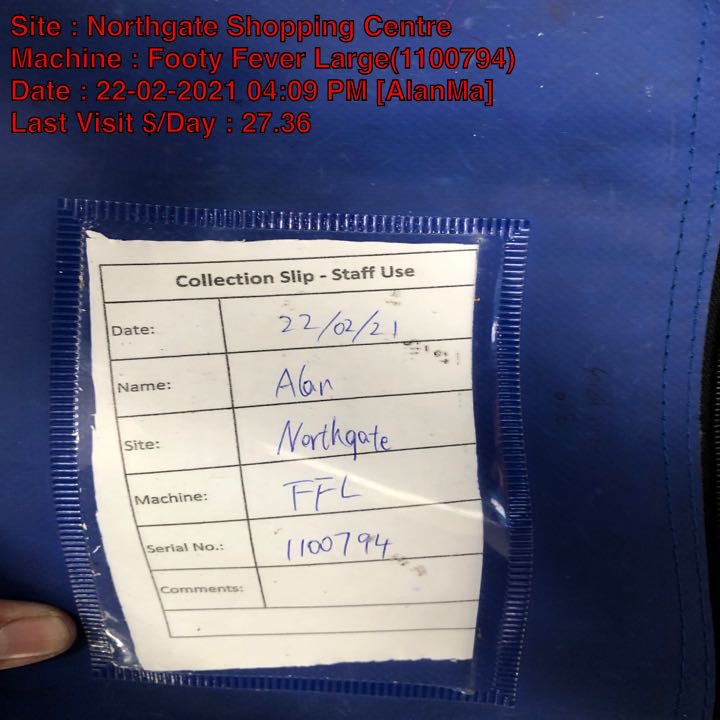 Site : Northgate Shopping Centre
Machine : Footy Fever Large(1100794)
Date : 22-02-2021 04:09 PM [AlanMa]
Last Visit $/Day : 27.36
Collection Slip - Staff Use
Date: 22/02/21
Name: Alan
Site: Northgate
Machine: FFL
Serial No.: 1100794
Comments: